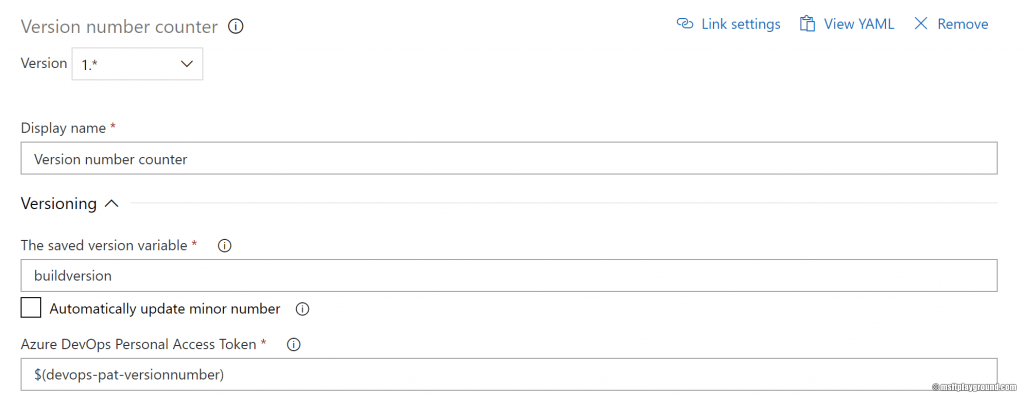 Version number counter
Link settings
View YAML
Remove
Version
1.*
Display name *
Version number counter
Versioning
The saved version variable *
buildversion
Automatically update minor number
Azure DevOps Personal Access Token *
$(devops-pat-versionnumber)
@ msftplayground.com